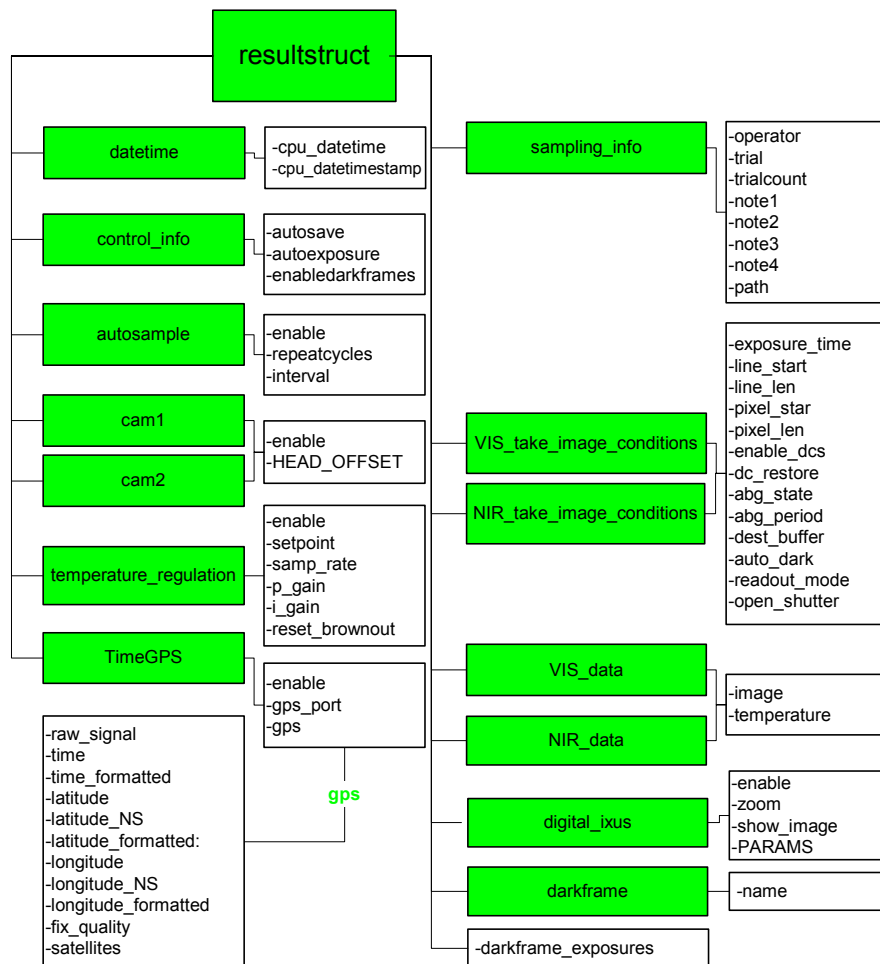 resultstruct
datetime
-cpu_datetime
-cpu_datetimestamp
control_info
-autosave
-autoexposure
-enabledarkframes
autosample
-enable
-repeatcycles
-interval
cam1
cam2
-enable
-HEAD_OFFSET
temperature_regulation
-enable
-setpoint
-samp_rate
-p_gain
-i_gain
-reset_brownout
TimeGPS
-enable
-gps_port
-gps
gps
-raw_signal
-time
-time_formatted
-latitude
-latitude_NS
-latitude_formatted:
-longitude
-longitude_NS
-longitude_formatted
-fix_quality
-satellites
sampling_info
-operator
-trial
-trialcount
-note1
-note2
-note3
-note4
-path
VIS_take_image_conditions
NIR_take_image_conditions
-exposure_time
-line_start
-line_len
-pixel_star
-pixel_len
-enable_dcs
-dc_restore
-abg_state
-abg_period
-dest_buffer
-auto_dark
-readout_mode
-open_shutter
VIS_data
NIR_data
-image
-temperature
digital_ixus
-enable
-zoom
-show_image
-PARAMS
darkframe
-name
-darkframe_exposures